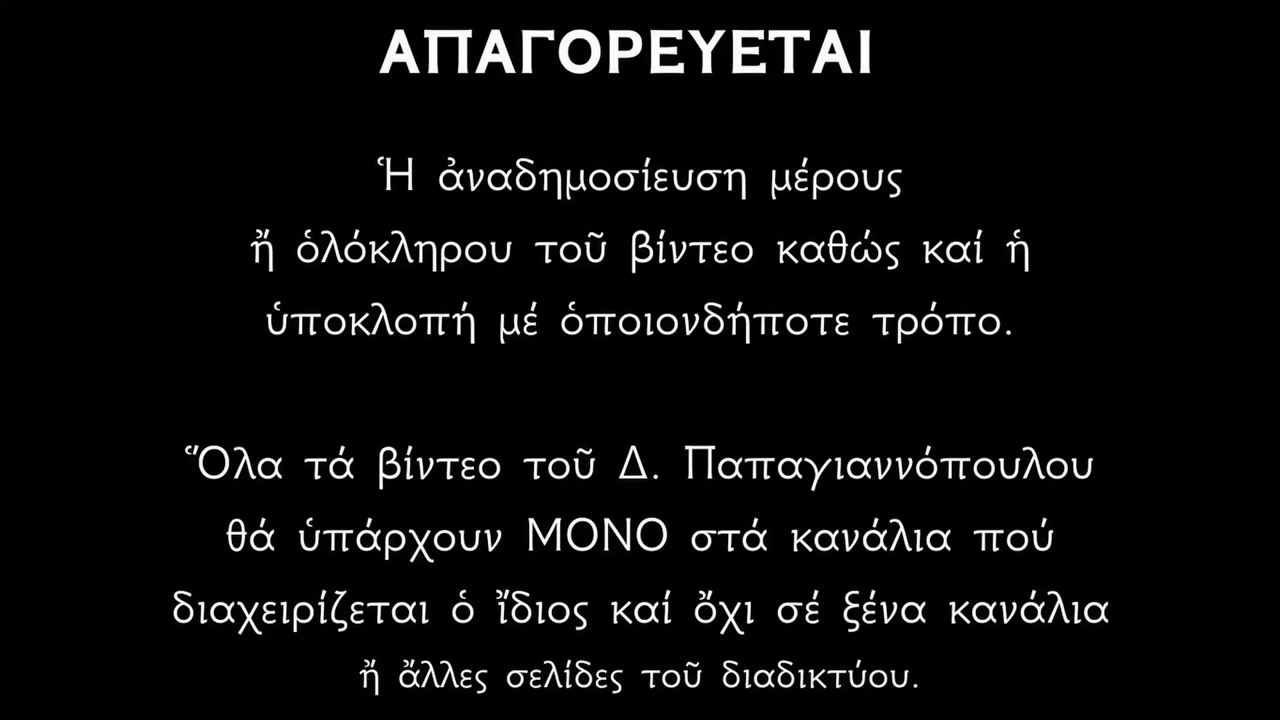 ΑΠΑΓΟΡΕΥΕΤΑΙ
Ἡ ἀναδημοσίευση μέρους
ἤ ὁλόκληρου τοῦ βίντεο καθώς καί ἡ
ὑποκλοπή μέ ὁποιονδήποτε τρόπο.
Ὅλα τά βίντεο τοῦ Δ. Παπαγιαννόπουλου
θά ὑπάρχουν ΜΟΝΟ στά κανάλια πού
διαχειρίζεται ὁ ἴδιος καί ὄχι σέ ξένα κανάλια
ἤ ἄλλες σελίδες τοῦ διαδικτύου.